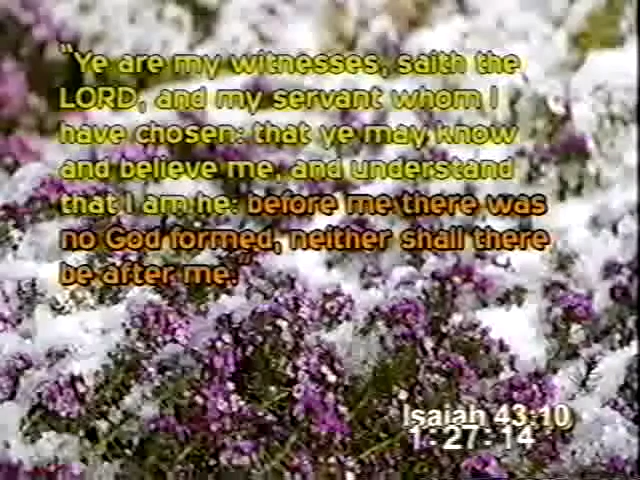 "Ye are my witnesses, saith the
LORD, and my servant whom I
have chosen: that ye may know
and believe me, and understand
that I am he: before me there was
no God formed, neither shall there
be after me."
Isaiah 43:10
1:27:14